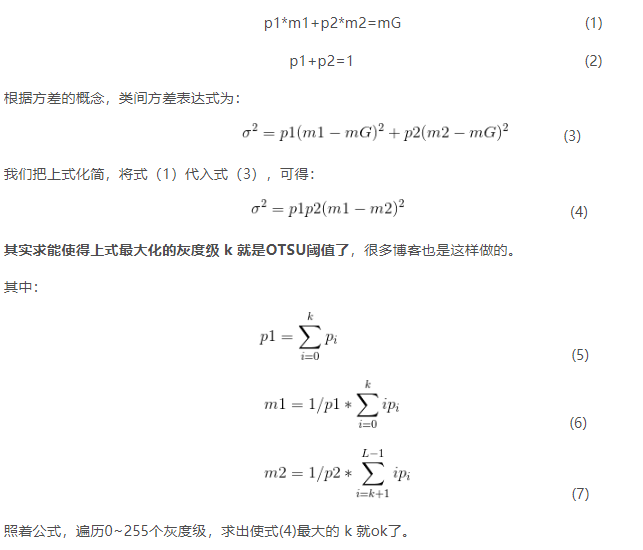 p1*m1+p2*m2=mG (1)
p1+p2=1 (2)
根据方差的概念，类间方差表达式为：
σ² = p1(m1 − mG)² + p2(m2 − mG)² (3)
我们把上式化简，将式（1）代入式（3），可得：
σ² = p1p2(m1 − m2)² (4)
其实求能使得上式最大化的灰度级 k 就是OTSU阈值了，很多博客也是这样做的。
其中：
p1 = ∑_{i=0}^{k} p_i (5)
m1 = 1/p1 * ∑_{i=0}^{k} ip_i (6)
m2 = 1/p2 * ∑_{i=k+1}^{L−1} ip_i (7)
照着公式，遍历0~255个灰度级，求出使式(4)最大的 k 就ok了。